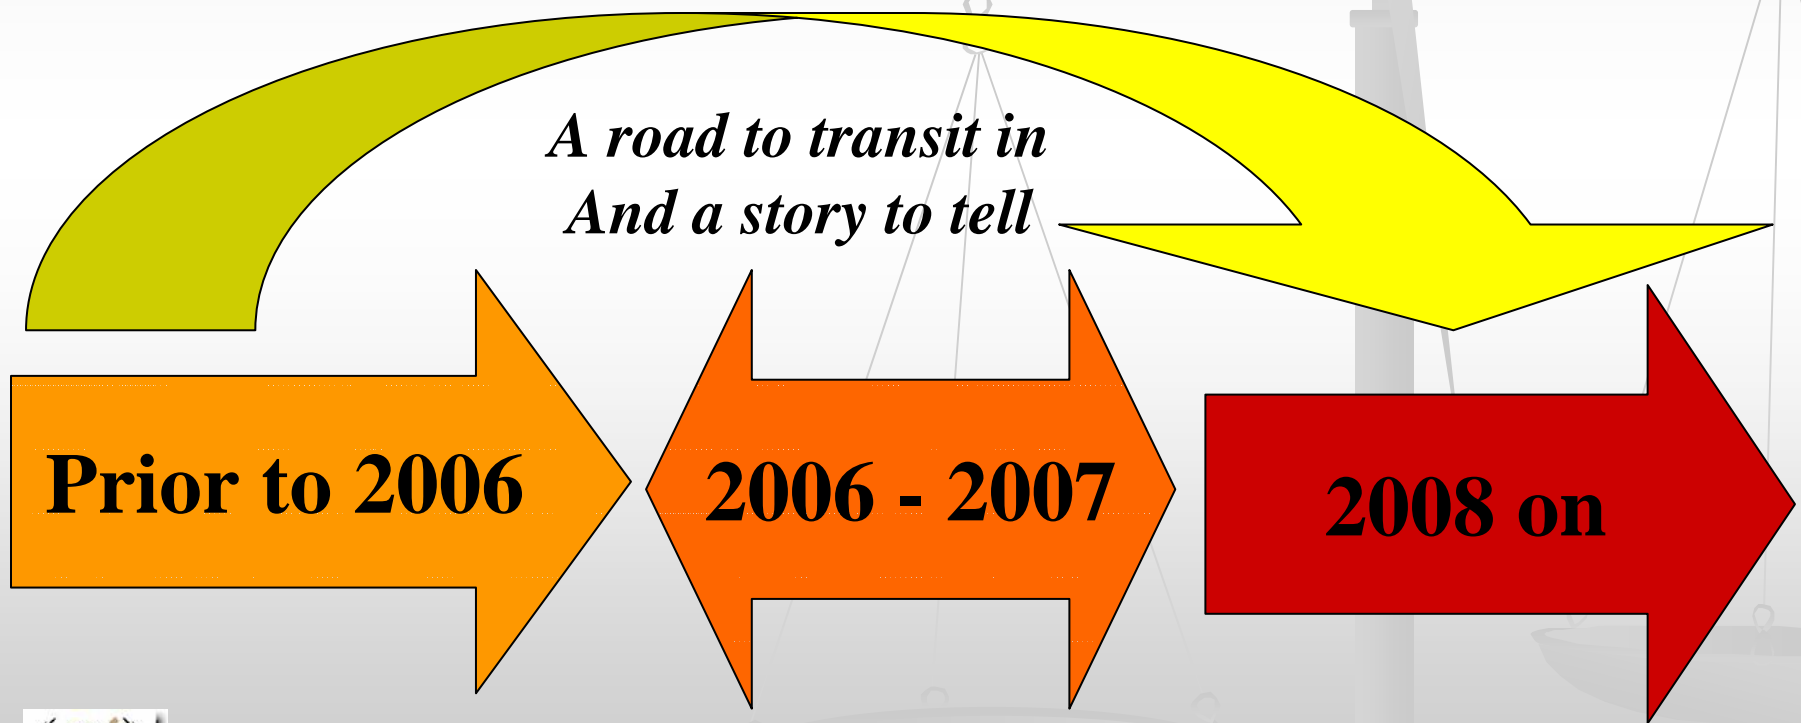 A road to transit in
And a story to tell
Prior to 2006
2006 - 2007
2008 on